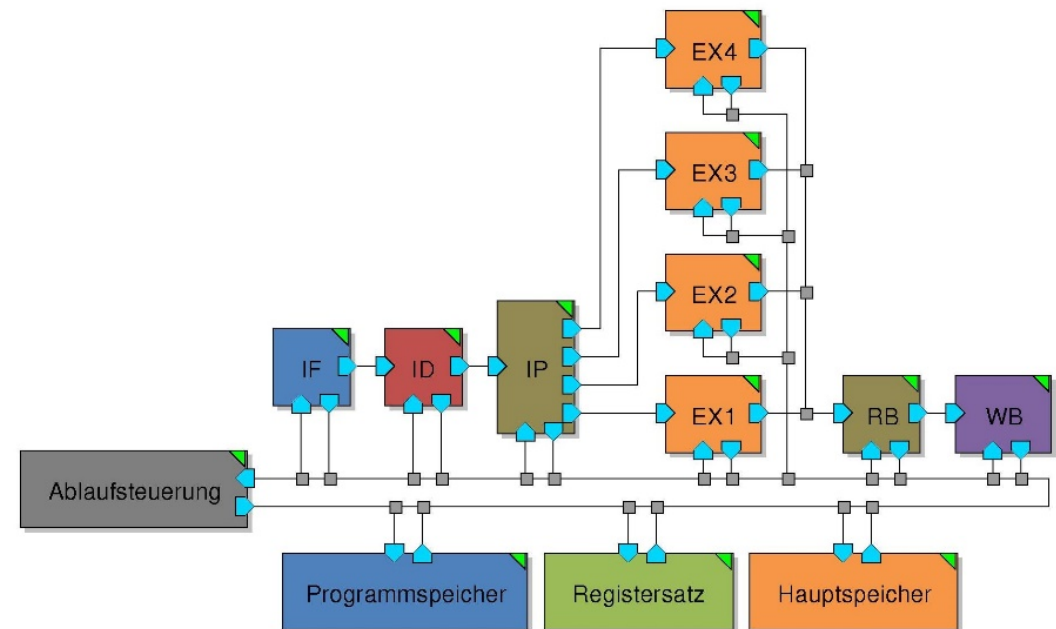 EX4
EX3
EX2
IF
ID
IP
EX1
RB
WB
Ablaufsteuerung
Programmspeicher
Registersatz
Hauptspeicher